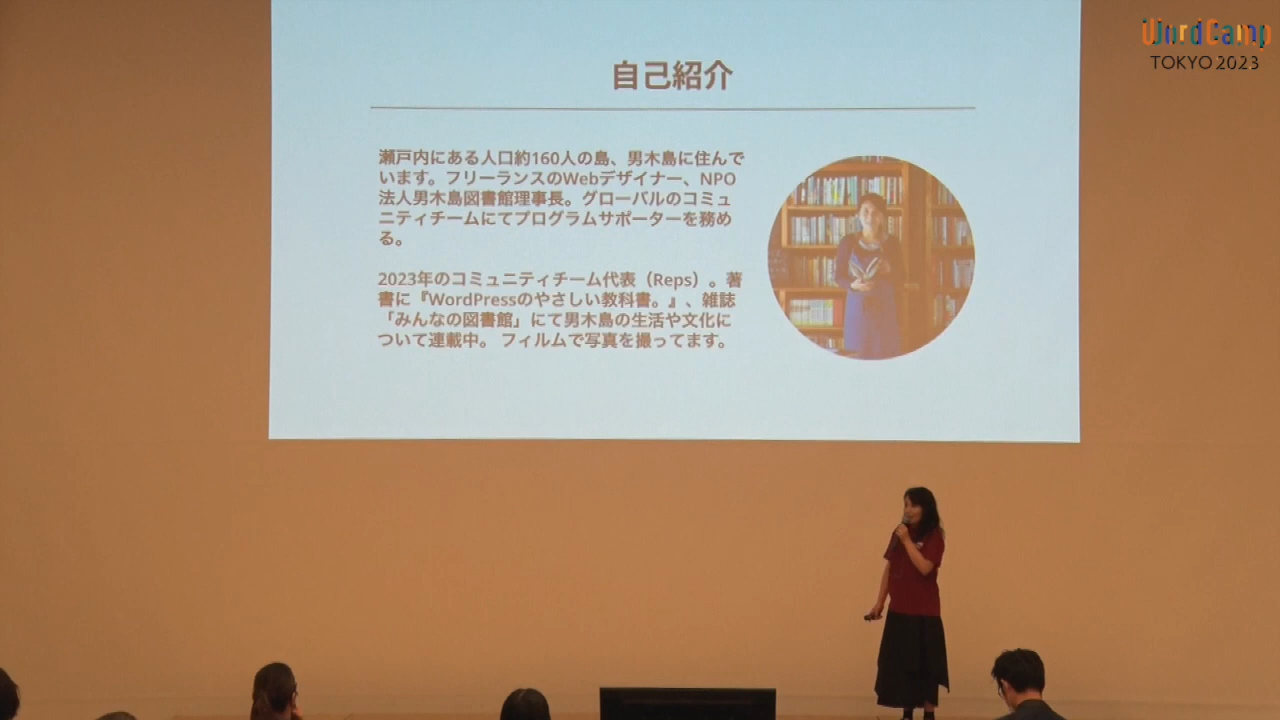 WordCamp
TOKYO 2023
自己紹介
瀬戸内にある人口約160人の島、男木島に住んで
います。フリーランスのWebデザイナー、NPO
法人男木島図書館理事長。グローバルのコミュ
ニティチームにてプログラムサポーターを務め
る。
2023年のコミュニティチーム代表（Reps）。著
書に『WordPressのやさしい教科書。』、雑誌
「みんなの図書館」にて男木島の生活や文化に
ついて連載中。 フィルムで写真を撮ってます。